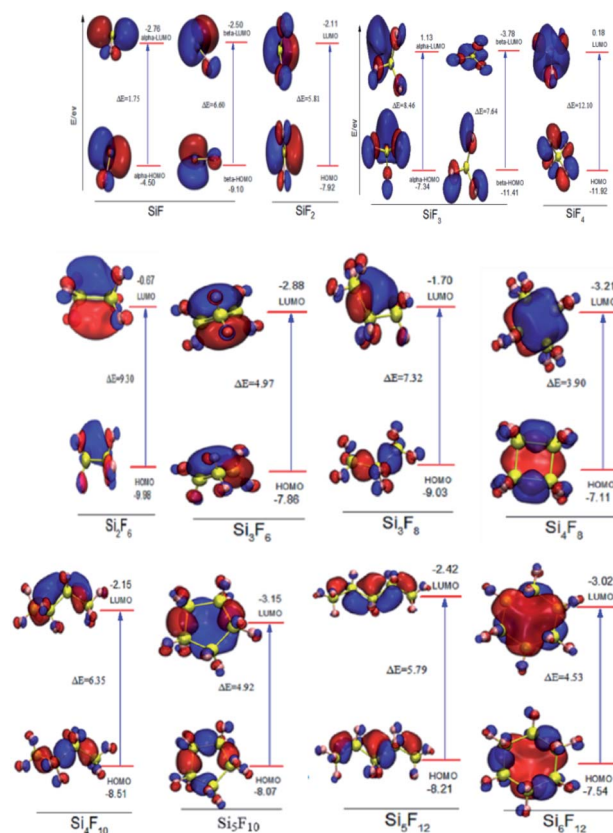 E/ev
-2.76
alpha-LUMO
ΔE=1.75
alpha-HOMO
-4.50
-2.50
beta-LUMO
ΔE=6.60
HOMO
-9.10
SiF
-2.11
LUMO
ΔE=5.81
HOMO
-7.92
SiF2
E/ev
1.13
alpha-LUMO
ΔE=8.46
alpha-HOMO
-7.34
-3.78
beta-LUMO
ΔE=7.64
beta-HOMO
-11.41
SiF3
0.18
LUMO
ΔE=12.10
HOMO
-11.92
SiF4
-0.67
LUMO
ΔE=9.30
HOMO
-9.98
Si2F6
-2.88
LUMO
ΔE=4.97
HOMO
-7.86
Si3F6
-1.70
LUMO
ΔE=7.32
HOMO
-9.03
Si3F8
-3.21
LUMO
ΔE=3.90
HOMO
-7.11
Si4F8
-2.15
LUMO
ΔE=6.35
HOMO
-8.51
Si4F10
-3.15
LUMO
ΔE=4.92
HOMO
-8.07
Si5F10
-2.42
LUMO
ΔE=5.79
HOMO
-8.21
Si5F12
-3.02
LUMO
ΔE=4.53
HOMO
-7.54
Si6F12